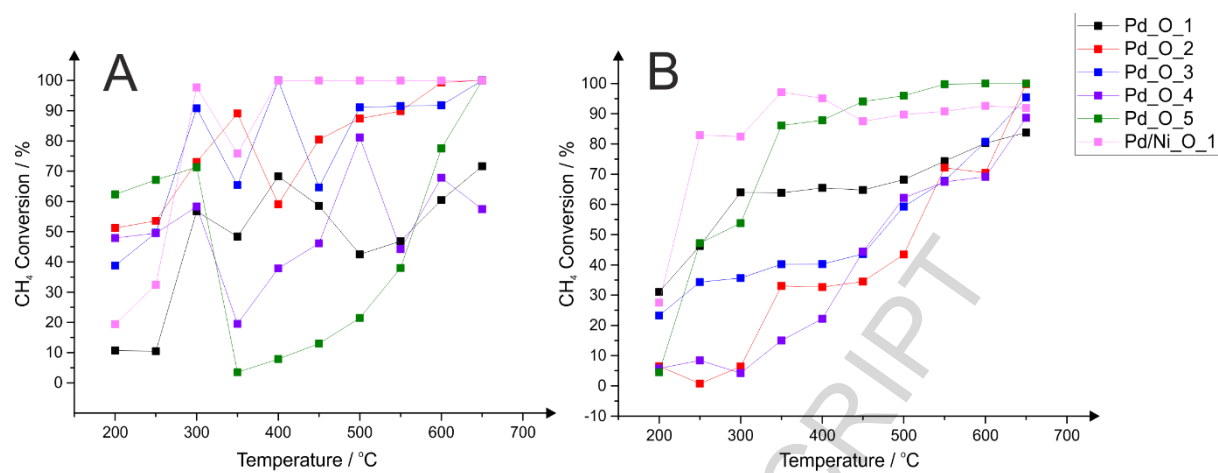 A
CH₄ Conversion / %
100
90
80
70
60
50
40
30
20
10
0
200 300 400 500 600 700
Temperature / °C
B
CH₄ Conversion / %
100
90
80
70
60
50
40
30
20
10
0
-10
200 300 400 500 600 700
Temperature / °C
Pd_O_1
Pd_O_2
Pd_O_3
Pd_O_4
Pd_O_5
Pd/Ni_O_1
SCRIPT